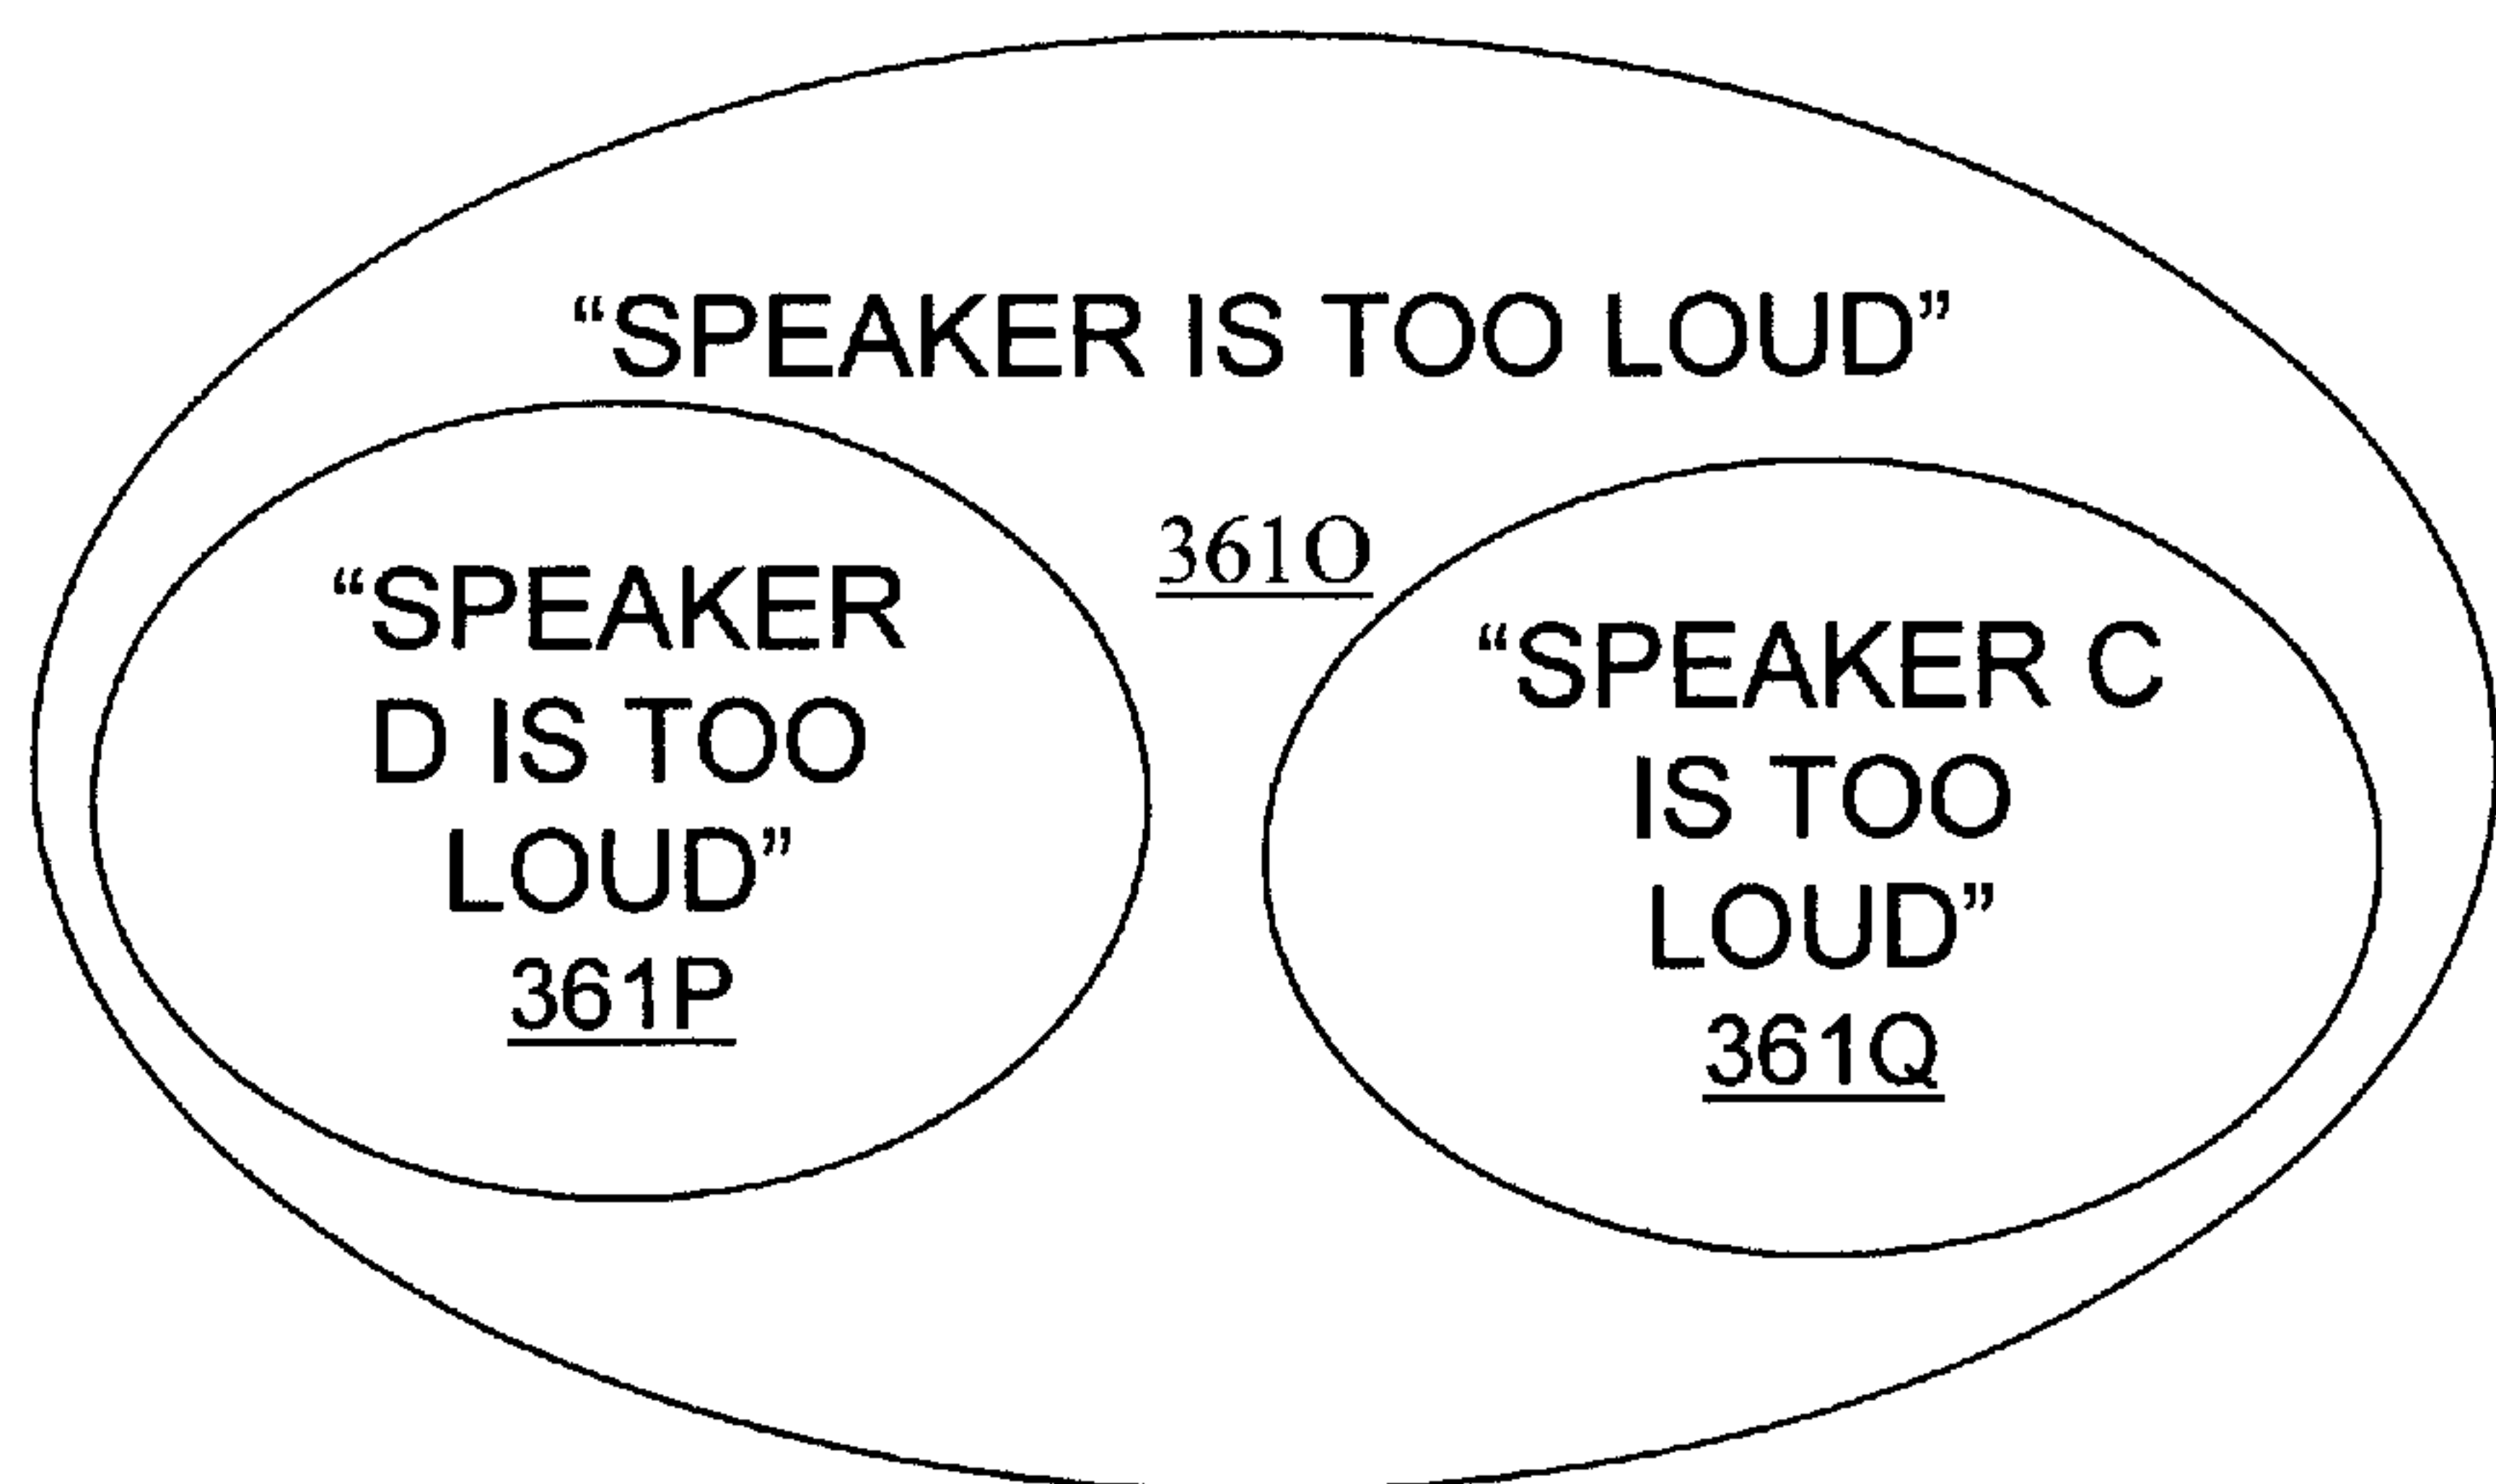 “SPEAKER IS TOO LOUD”
361O
“SPEAKER
D IS TOO
LOUD”
361P
“SPEAKER C
IS TOO
LOUD”
361Q